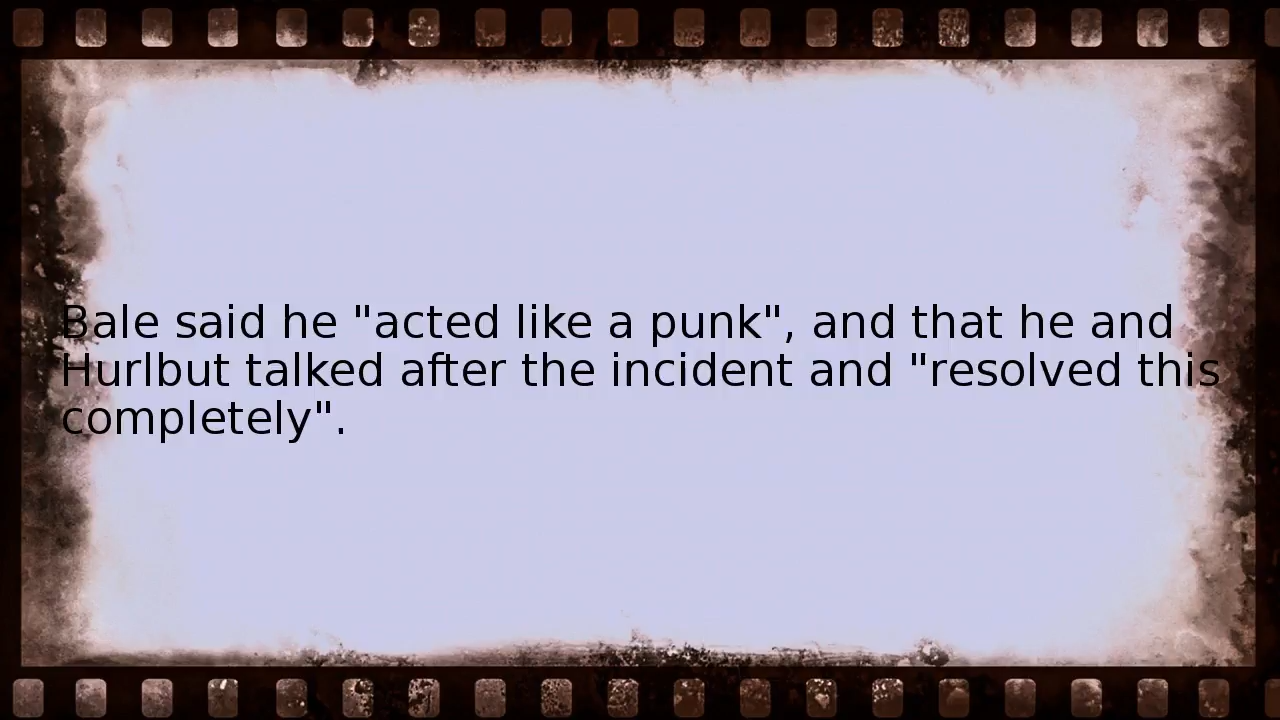 Bale said he "acted like a punk", and that he and
Hurlbut talked after the incident and "resolved this
completely".